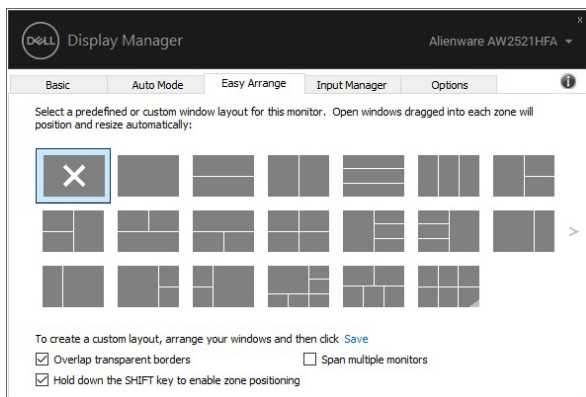 DELL Display Manager
Alienware AW2521HFA
Basic
Auto Mode
Easy Arrange
Input Manager
Options
Select a predefined or custom window layout for this monitor. Open windows dragged into each zone will
position and resize automatically:
To create a custom layout, arrange your windows and then click Save
Overlap transparent borders
Span multiple monitors
Hold down the SHIFT key to enable zone positioning